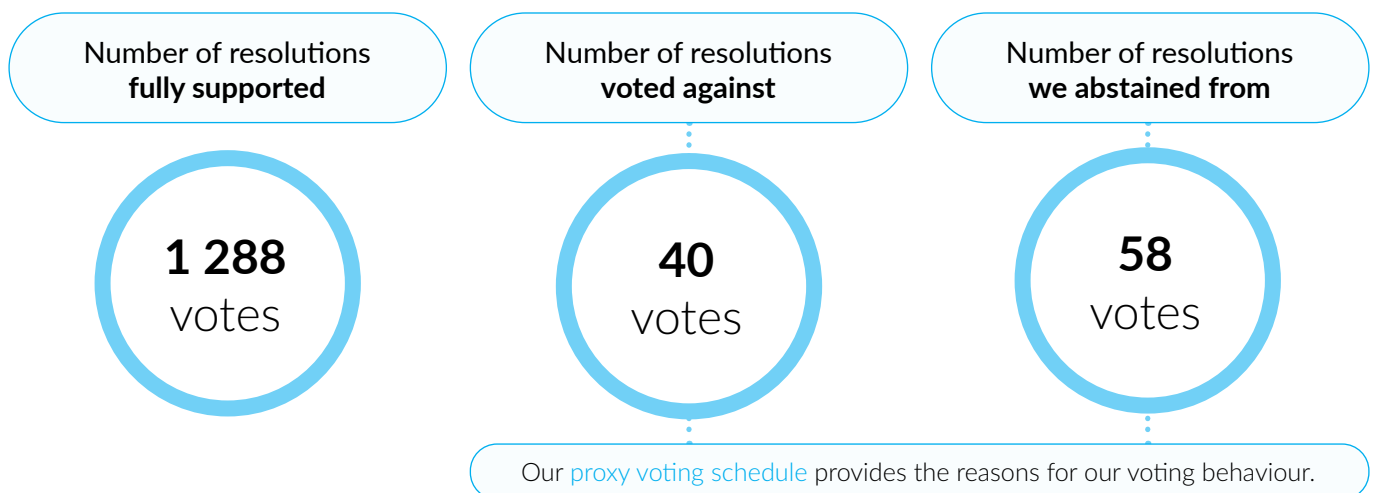 Number of resolutions
fully supported
1 288
votes
Number of resolutions
voted against
40
votes
Number of resolutions
we abstained from
58
votes
Our proxy voting schedule provides the reasons for our voting behaviour.